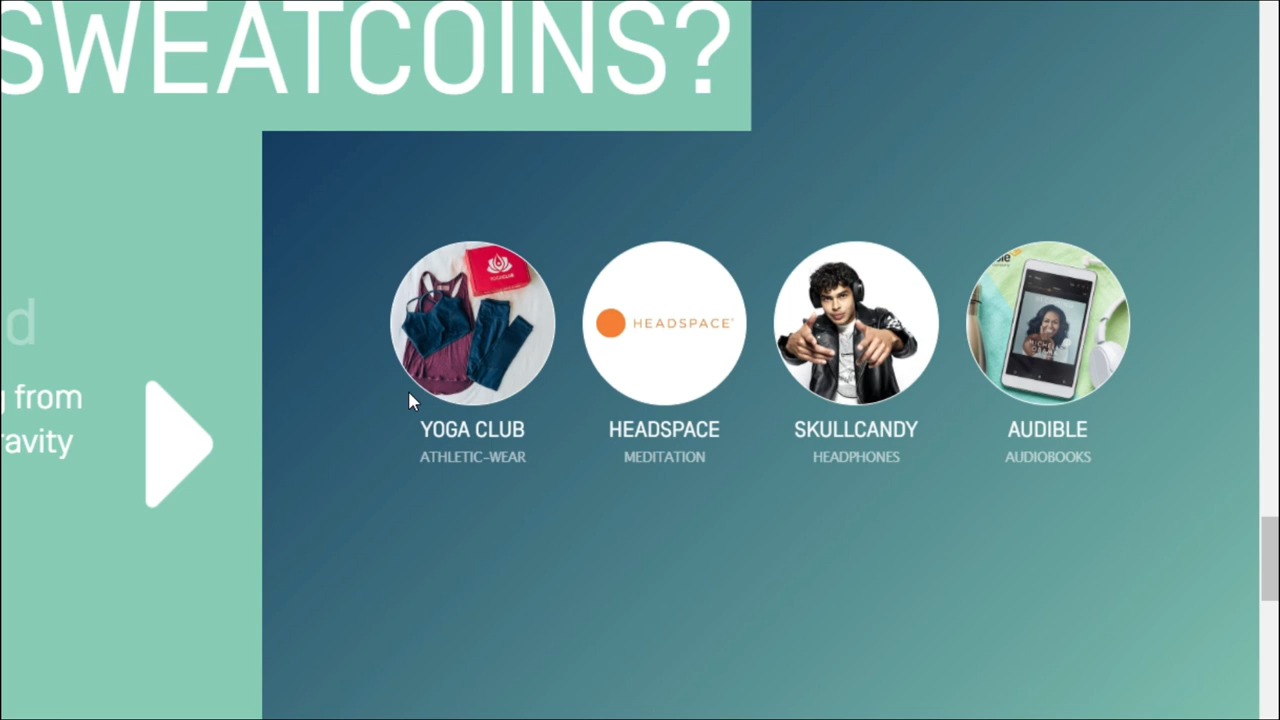 SWEATCOINS?
d
from
ravity
HEADSPACE
YOGA CLUB
HEADSPACE
SKULLCANDY
AUDIBLE
ATHLETIC-WEAR
MEDITATION
HEADPHONES
AUDIOBOOKS